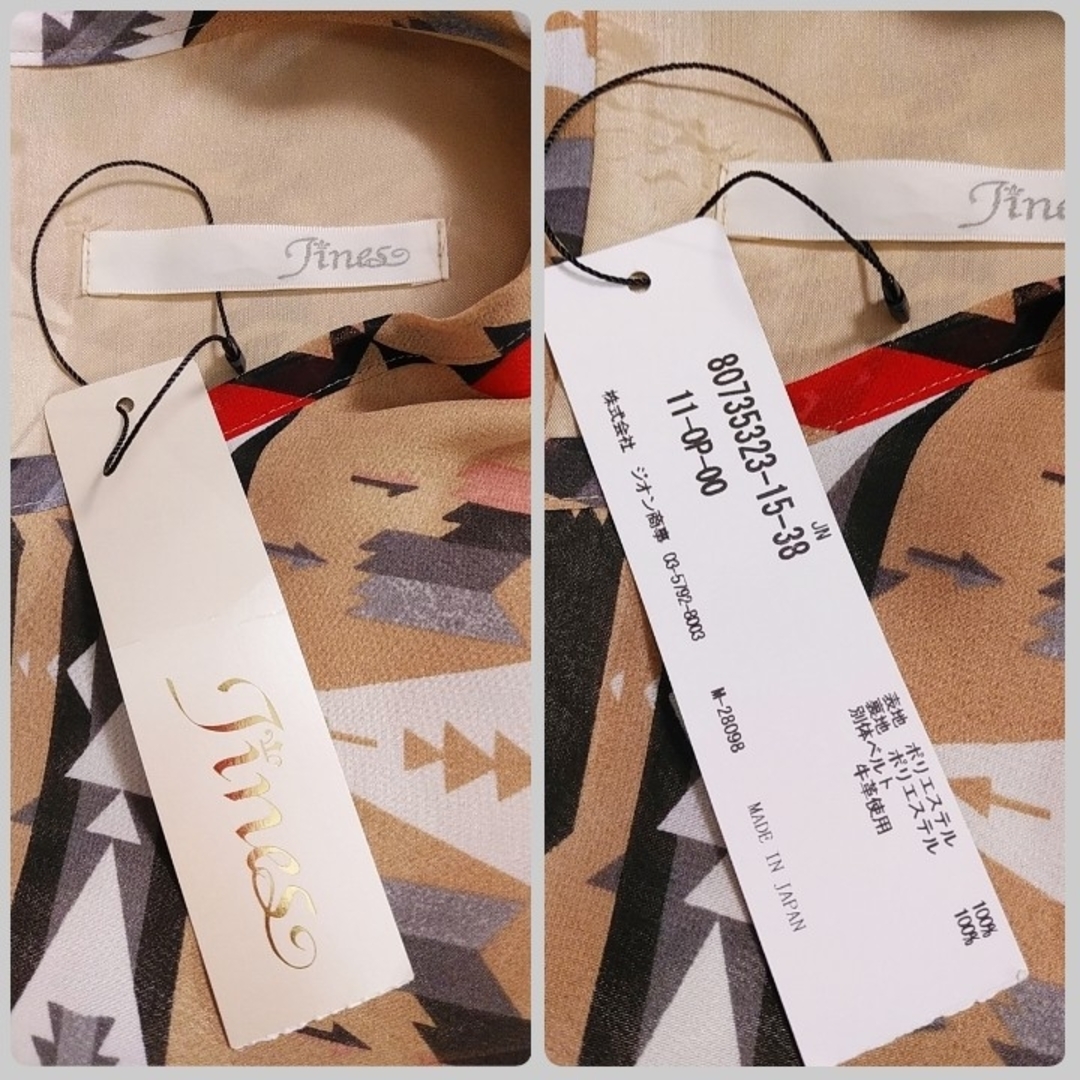 Jines
Jines
Jine
80735323-15-38
JN
11-OP-00
株式会社 ジオン商事 03-5792-8003
M-28098
MADE IN JAPAN
表地 ポリエステル 100%
裏地 ポリエステル 100%
別体ベルト
牛革使用